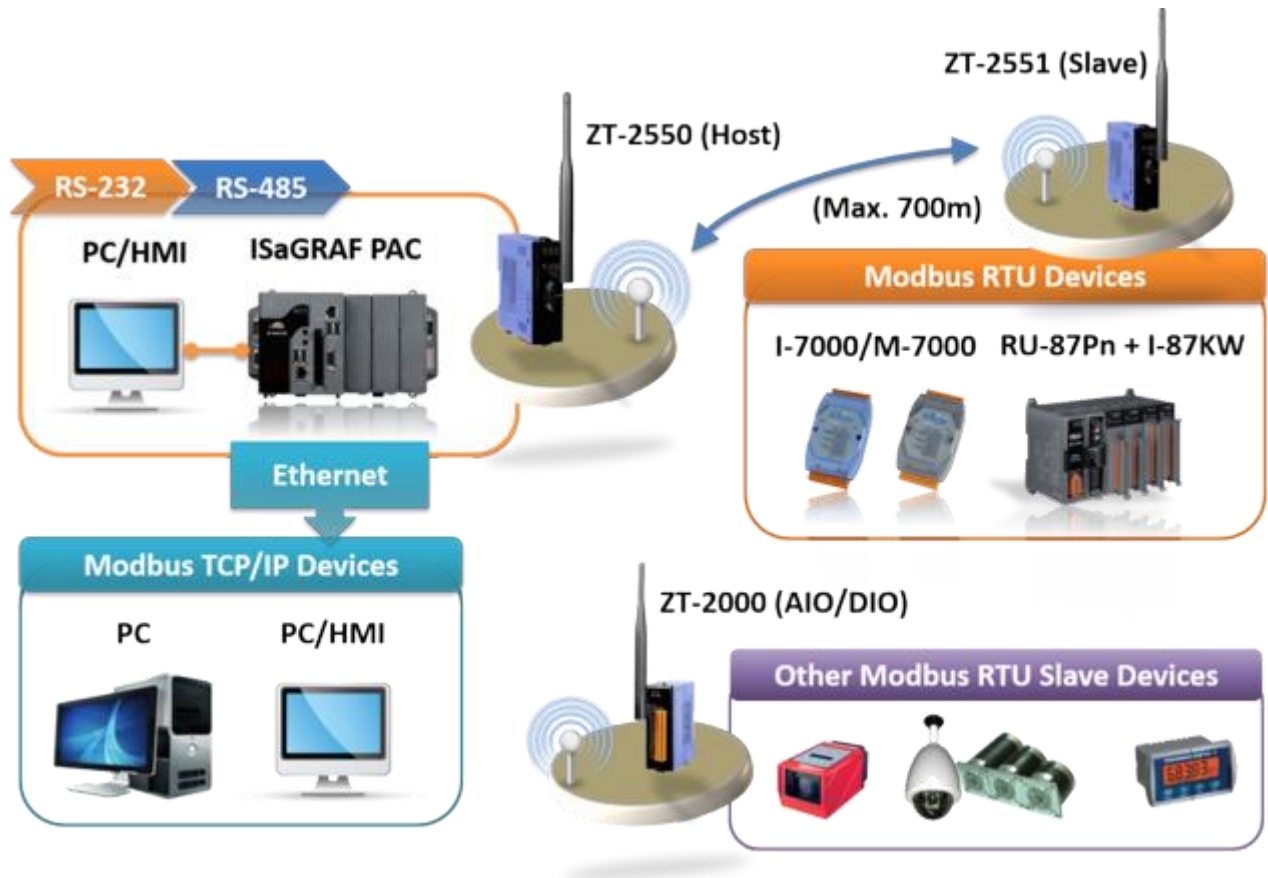 ZT-2551 (Slave)
ZT-2550 (Host)
RS-232
RS-485
(Max. 700m)
PC/HMI
ISaGRAF PAC
Modbus RTU Devices
I-7000/M-7000
RU-87Pn + I-87KW
Ethernet
Modbus TCP/IP Devices
PC
PC/HMI
ZT-2000 (AIO/DIO)
Other Modbus RTU Slave Devices